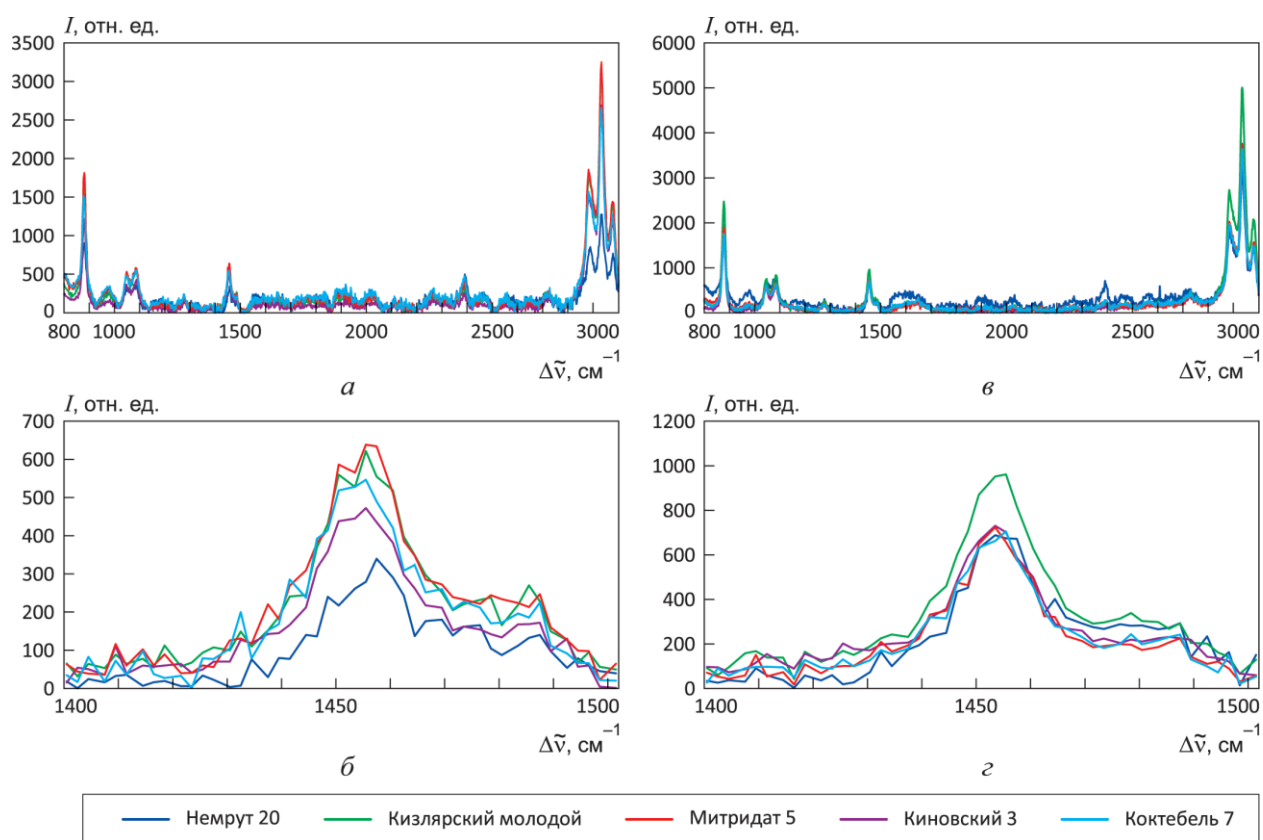 I, отн. ед.
3500
3000
2500
2000
1500
1000
500
0
800 1000 1500 2000 2500 3000
Δν̃, см⁻¹
а
I, отн. ед.
6000
5000
4000
3000
2000
1000
0
800 1000 1500 2000 2500 3000
Δν̃, см⁻¹
в
I, отн. ед.
700
600
500
400
300
200
100
0
1400 1450 1500
Δν̃, см⁻¹
б
I, отн. ед.
1200
1000
800
600
400
200
0
1400 1450 1500
Δν̃, см⁻¹
г
Немрут 20 Кизлярский молодой Митридат 5 Киновский 3 Коктебель 7